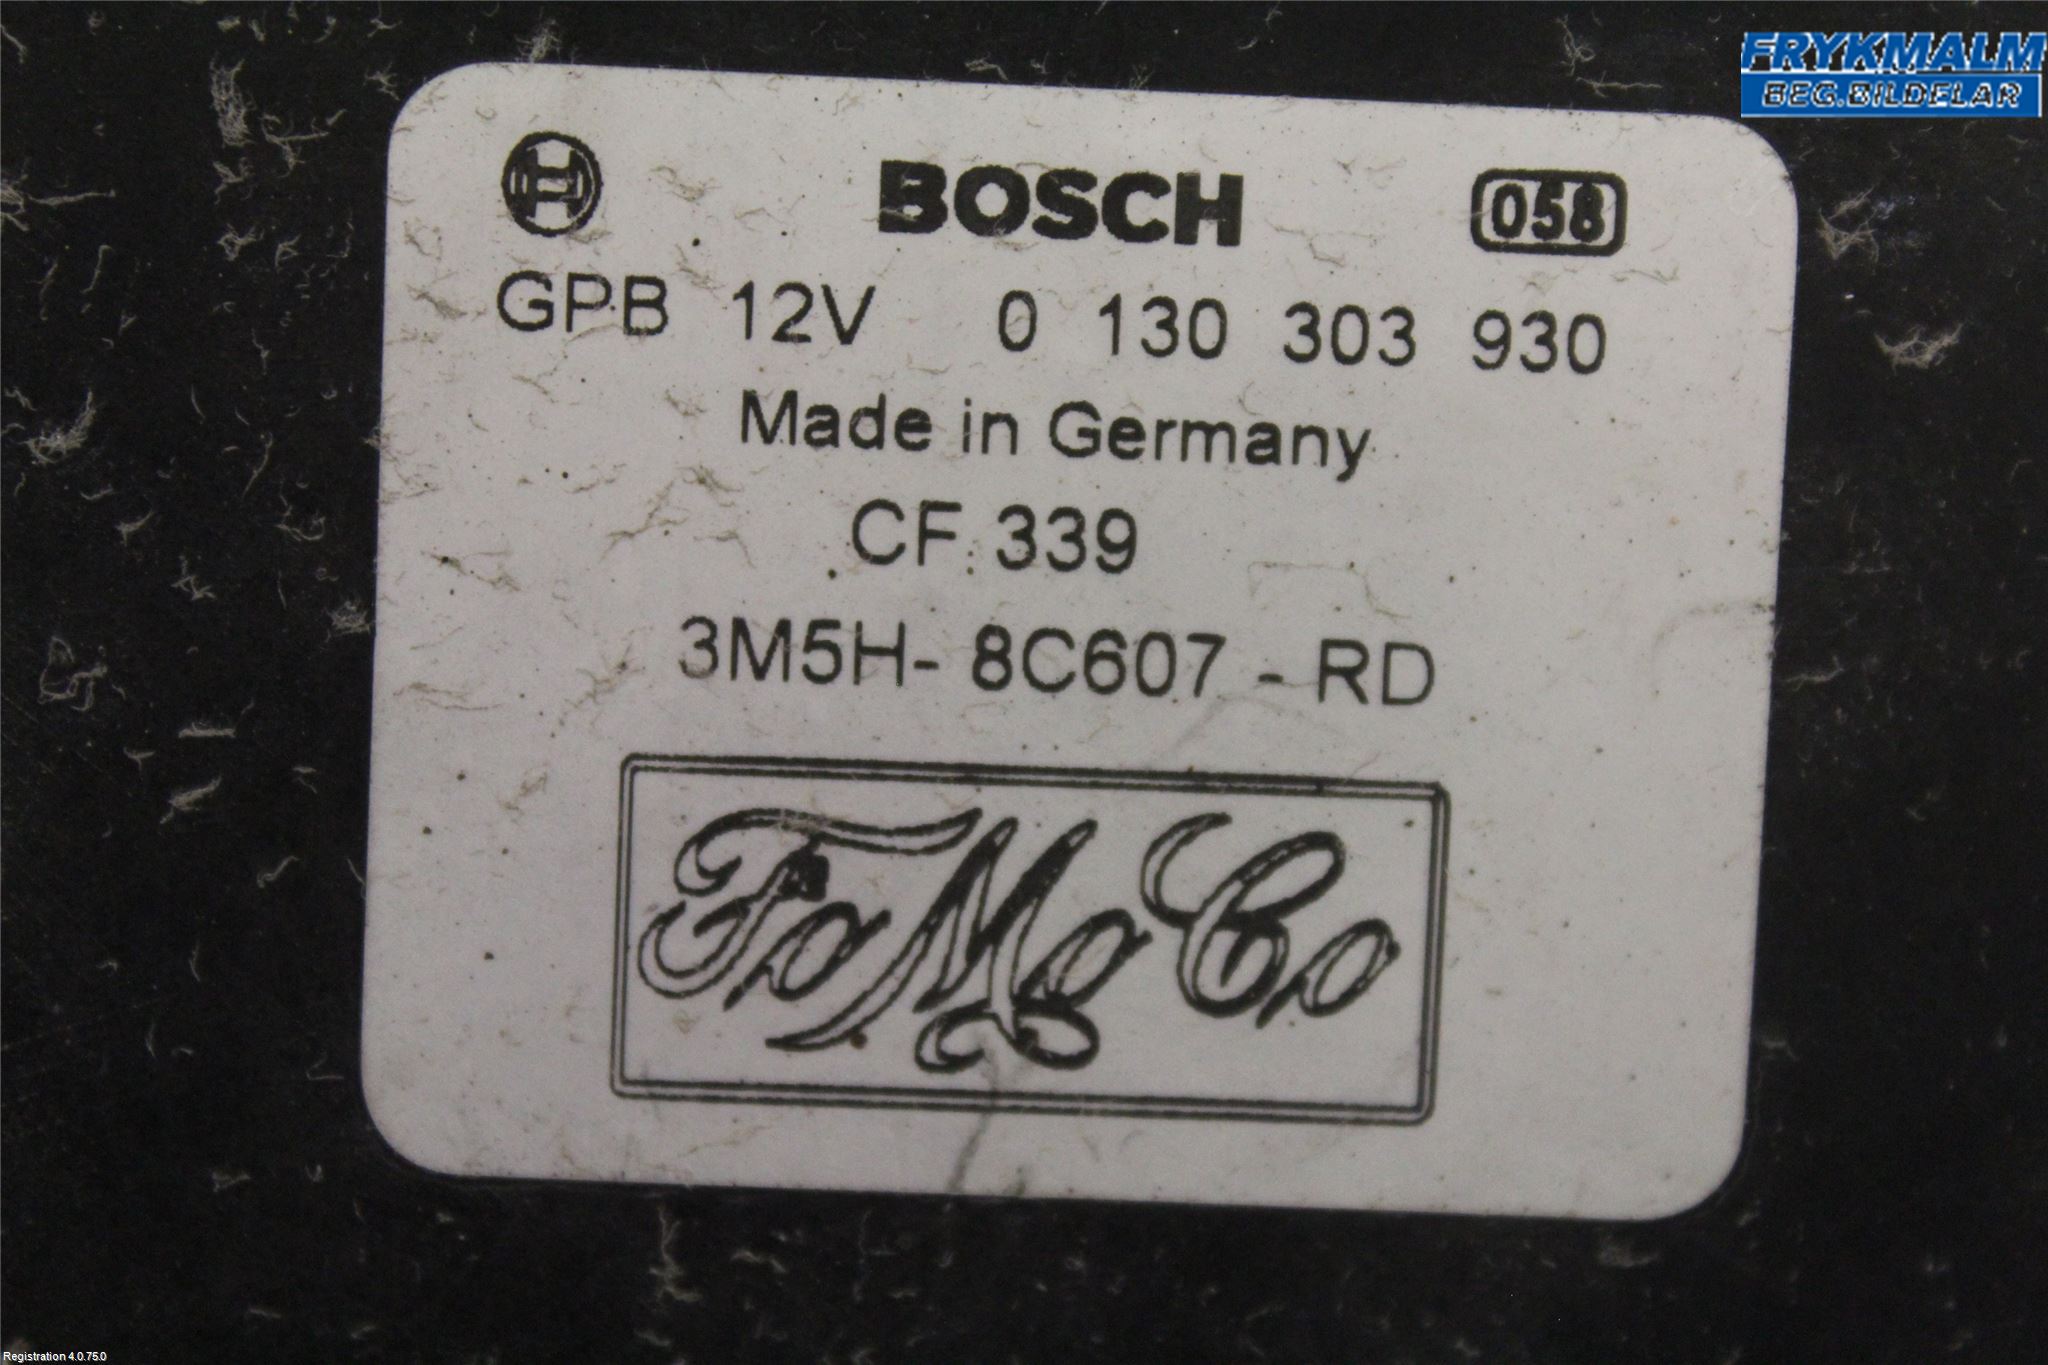 FRYKMALM
BEG.BILDELAR
BOSCH 058
GPB 12V 0 130 303 930
Made in Germany
CF 339
3M5H- 8C607 - RD
FoMoCo
Registration 4.0.75.0